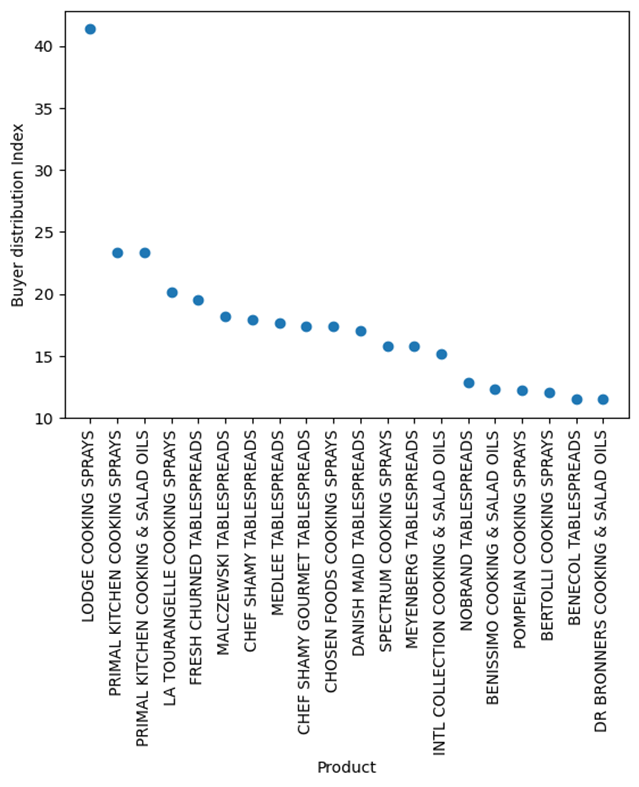 Buyer distribution Index
40
35
30
25
20
15
10
LODGE COOKING SPRAYS
PRIMAL KITCHEN COOKING SPRAYS
PRIMAL KITCHEN COOKING & SALAD OILS
LA TOURANGELLE COOKING SPRAYS
FRESH CHURNED TABLESPREADS
MALCZEWSKI TABLESPREADS
CHEF SHAMY TABLESPREADS
MEDLEE TABLESPREADS
CHEF SHAMY GOURMET TABLESPREADS
CHOSEN FOODS COOKING SPRAYS
DANISH MAID TABLESPREADS
SPECTRUM COOKING SPRAYS
MEYENBERG TABLESPREADS
INTL COLLECTION COOKING & SALAD OILS
NOBRAND TABLESPREADS
BENISSIMO COOKING & SALAD OILS
POMPEIAN COOKING SPRAYS
BERTOLLI COOKING SPRAYS
BENECOL TABLESPREADS
DR BRONNERS COOKING & SALAD OILS
Product